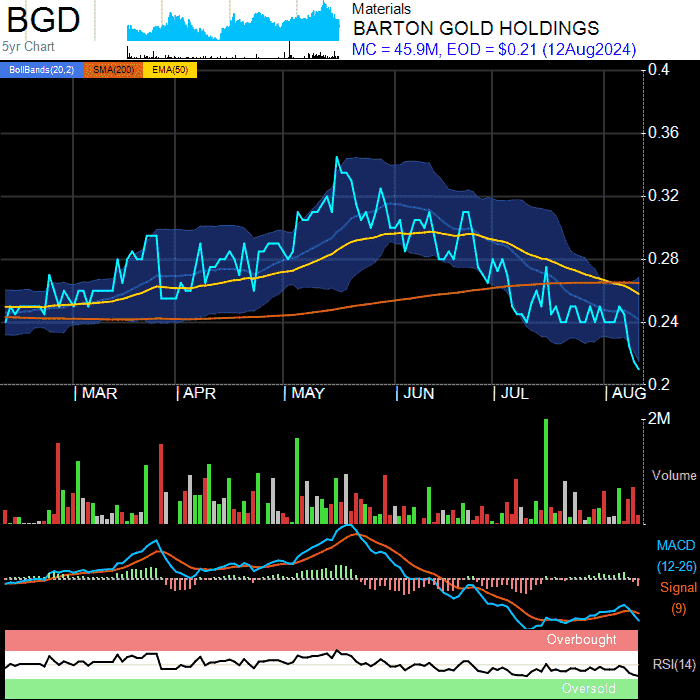 BGD
5yr Chart
Materials
BARTON GOLD HOLDINGS
MC = 45.9M, EOD = $0.21 (12Aug2024)
BollBands(20,2) SMA(200) EMA(50)
0.4
0.36
0.32
0.28
0.24
0.2
MAR APR MAY JUN JUL AUG
2M
Volume
MACD
(12-26)
Signal
(9)
Overbought
RSI(14)
Oversold